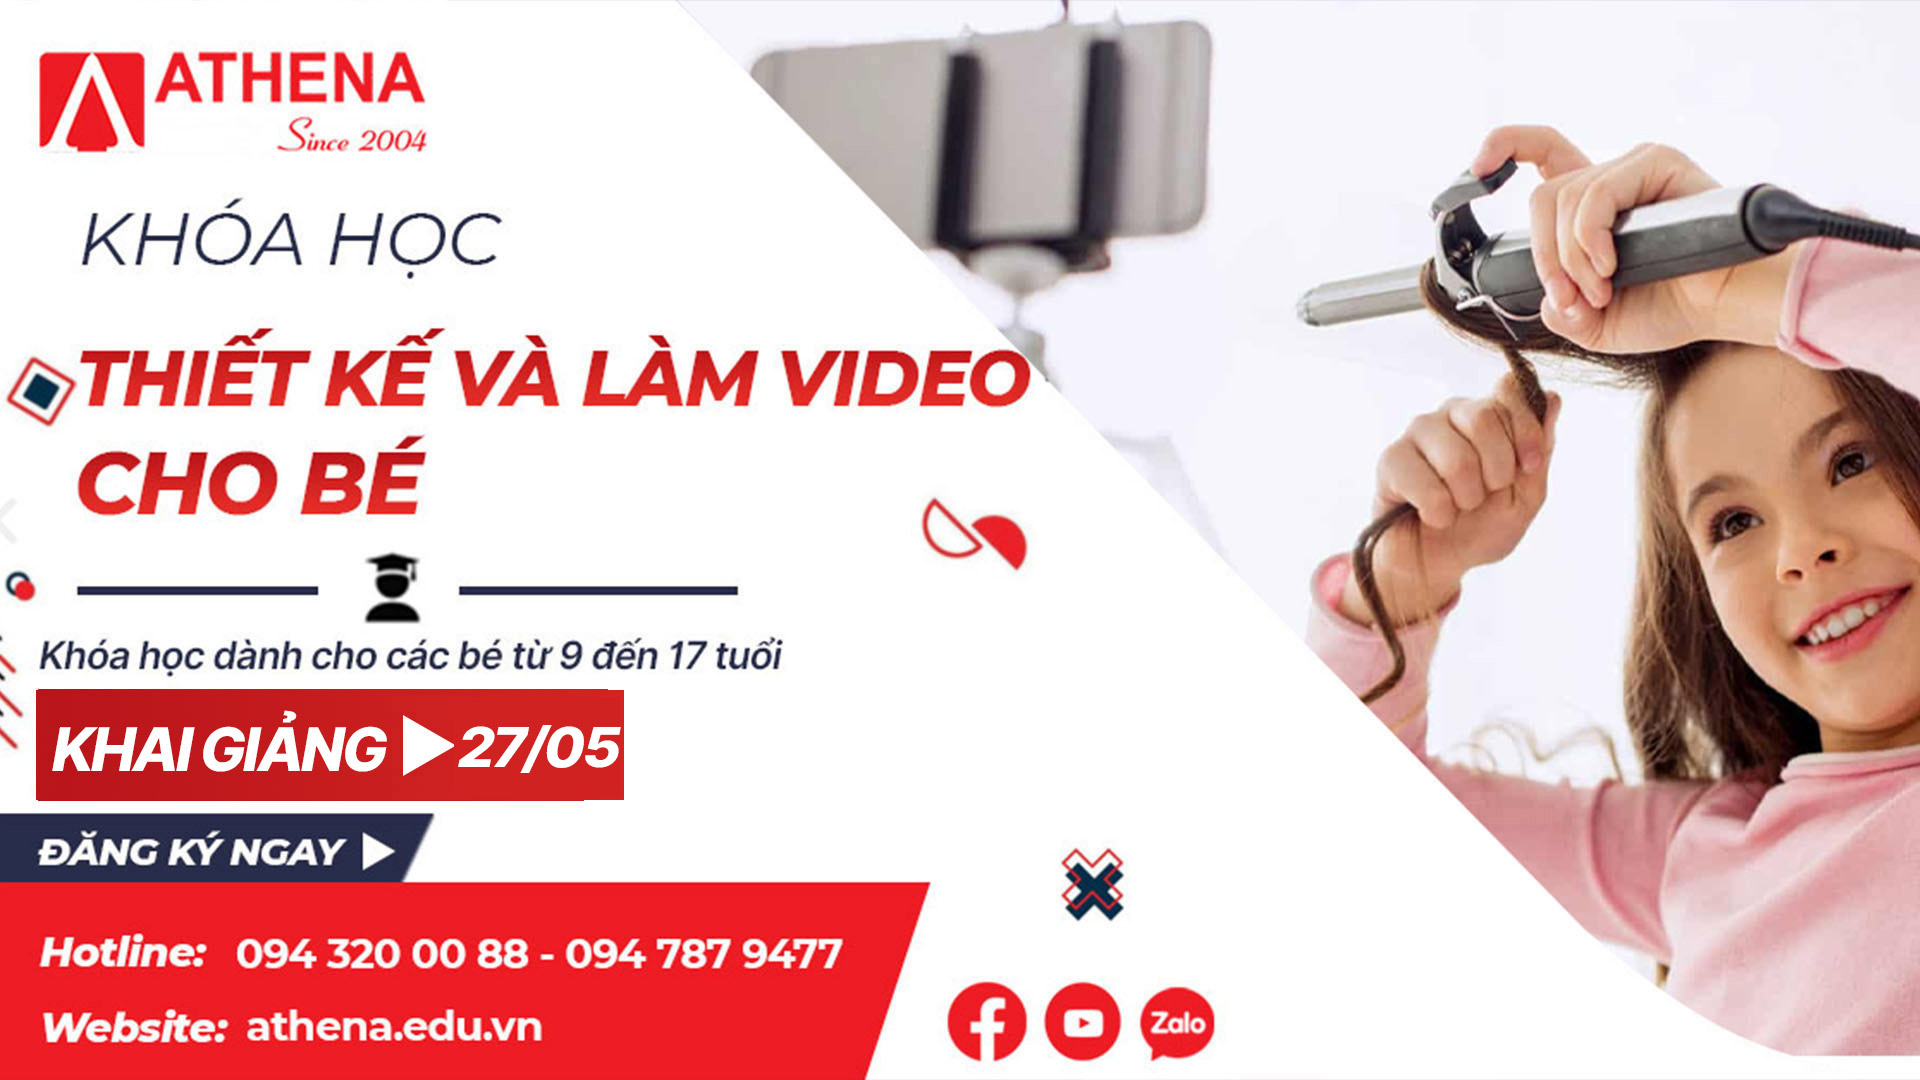 ATHENA
Since 2004
KHÓA HỌC
THIẾT KẾ VÀ LÀM VIDEO
CHO BÉ
Khóa học dành cho các bé từ 9 đến 17 tuổi
KHAI GIẢNG 27/05
ĐĂNG KÝ NGAY
Hotline: 094 320 00 88 - 094 787 9477
Website: athena.edu.vn
Zalo